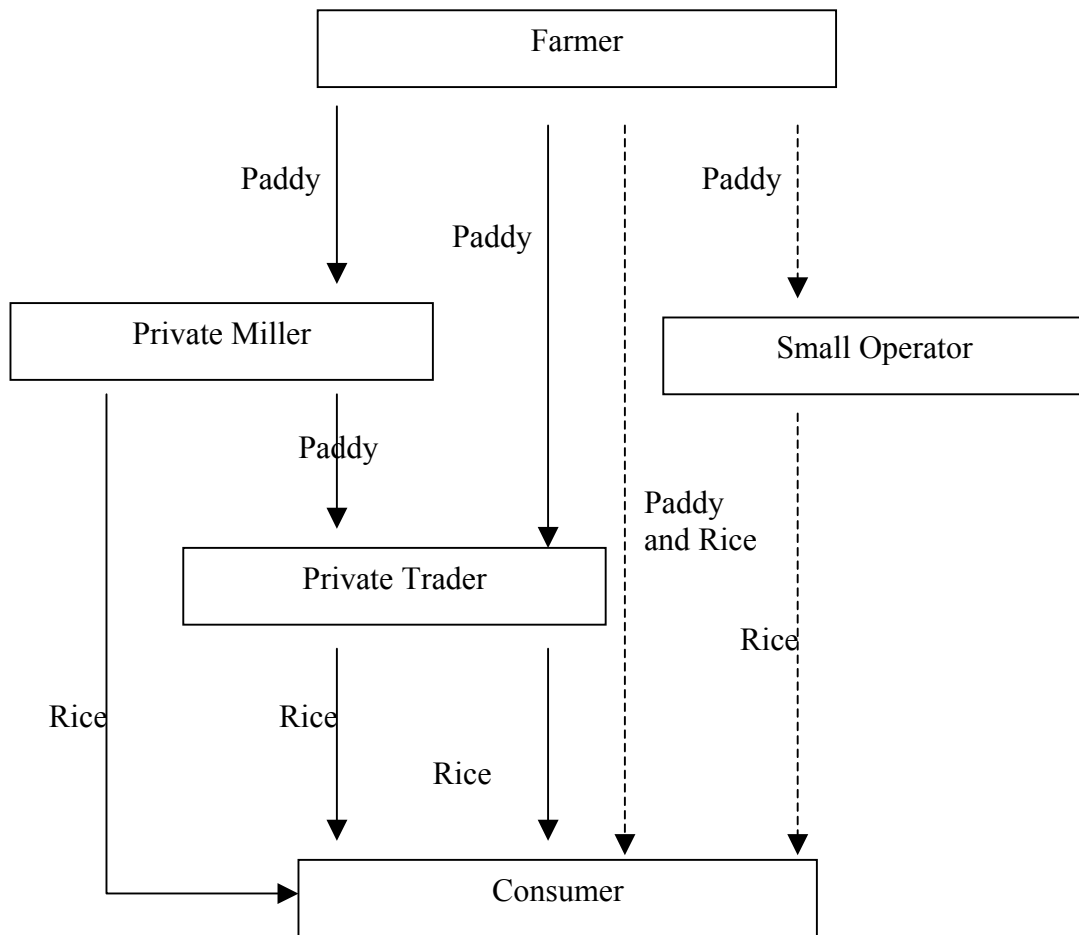 Farmer
Paddy
Paddy
Paddy
Private Miller
Small Operator
Paddy
Paddy
and Rice
Private Trader
Rice
Rice
Rice
Rice
Consumer